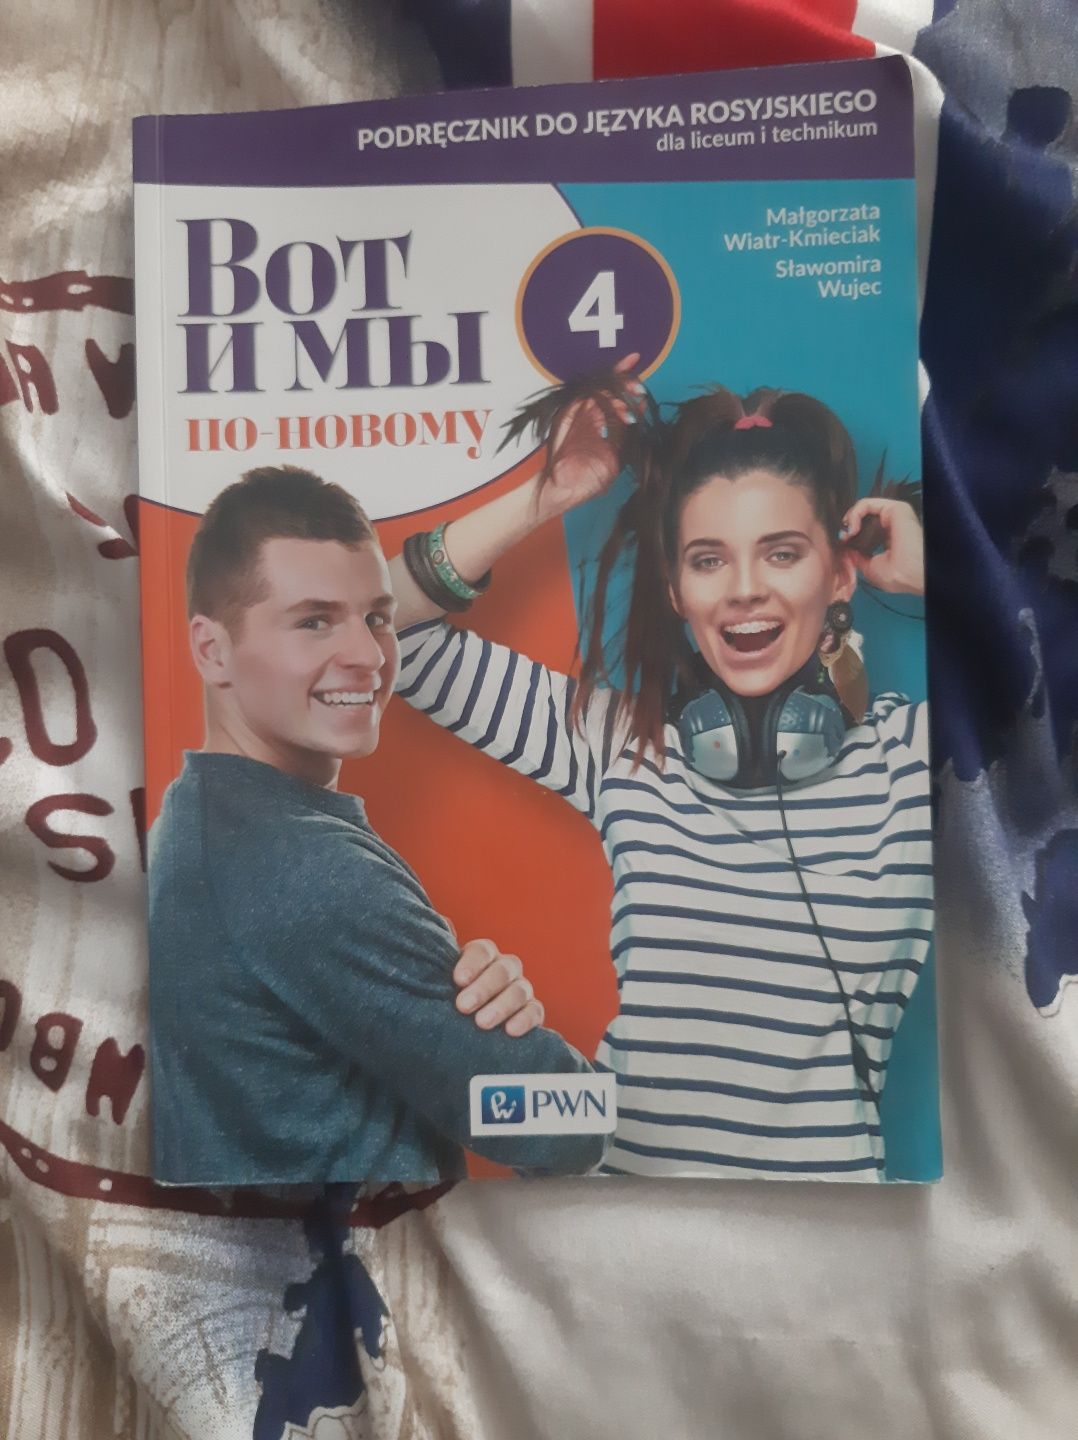 PODRĘCZNIK DO JĘZYKA ROSYJSKIEGO
dla liceum i technikum
Małgorzata
Wiatr-Kmieciak
Sławomira
Wujec
Вот
и мы
по-новому
4
PWN